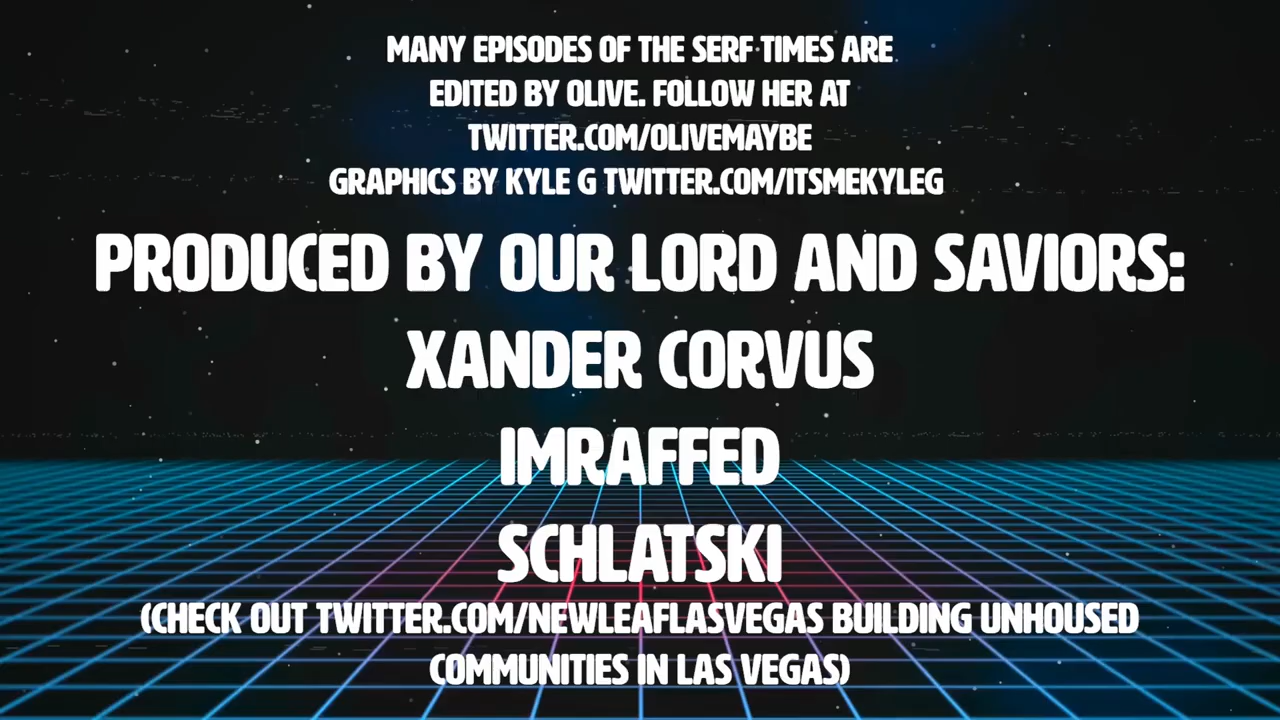 MANY EPISODES OF THE SERF TIMES ARE
EDITED BY OLIVE. FOLLOW HER AT
TWITTER.COM/OLIVEMAYBE
GRAPHICS BY KYLE G TWITTER.COM/ITSMEKYLEG
PRODUCED BY OUR LORD AND SAVIORS:
XANDER CORVUS
IMRAFFED
SCHLATSKI
(CHECK OUT TWITTER.COM/NEWLEAFLASVEGAS BUILDING UNHOUSED
COMMUNITIES IN LAS VEGAS)